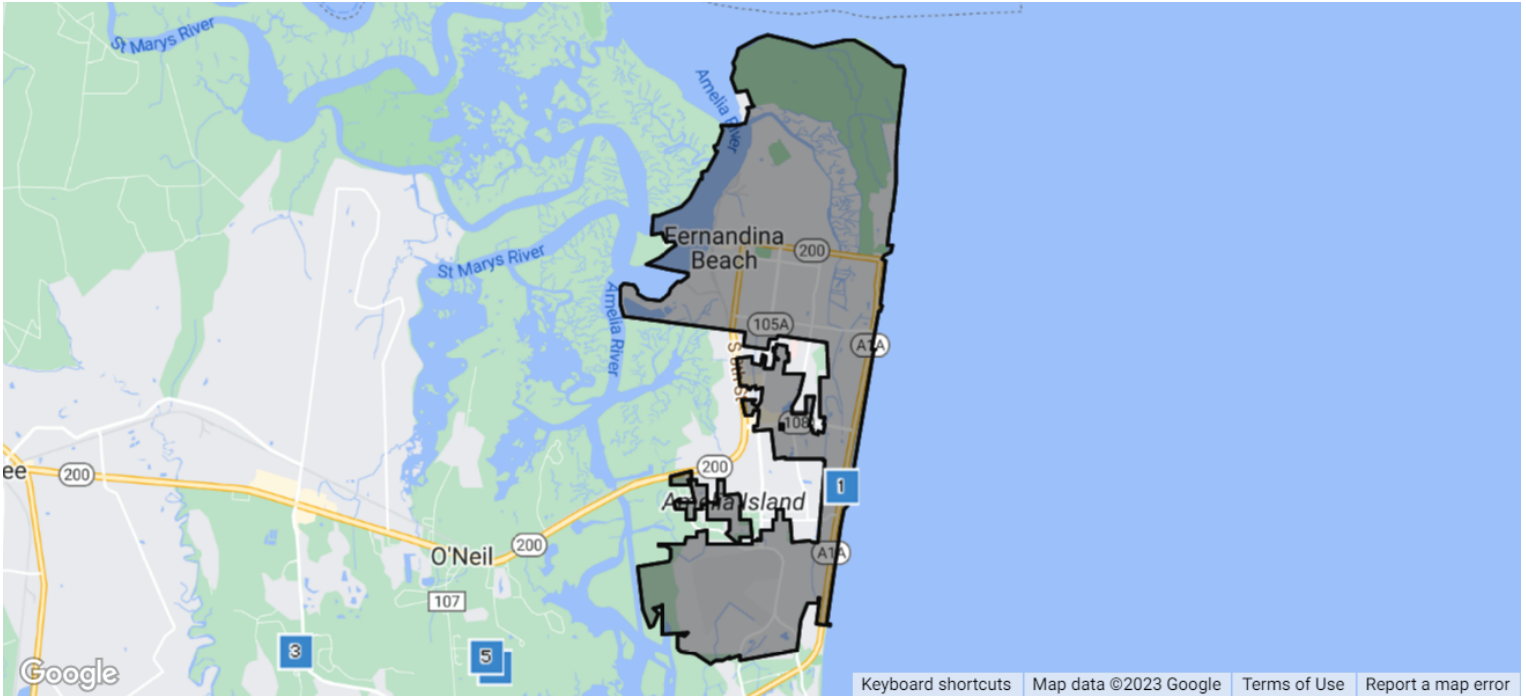 St Marys River
Amelia River
Fernandina
Beach
200
St Marys River
Amelia River
105A
A1A
S 8th St
108
ee
200
200
1
Amelia Island
200
O'Neil
A1A
107
3
5
Google
Keyboard shortcuts
Map data ©2023 Google
Terms of Use
Report a map error